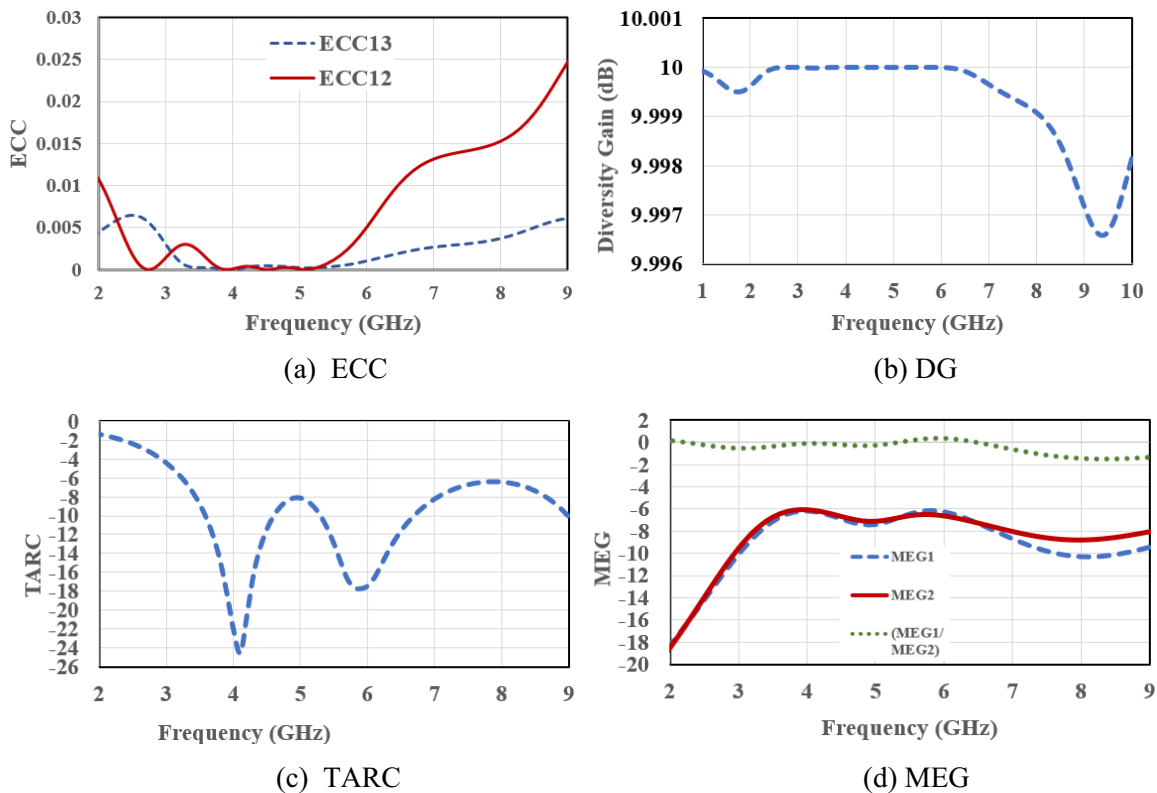 0.03
0.025
0.02
0.015
0.01
0.005
0
ECC
ECC13
ECC12
2 3 4 5 6 7 8 9
Frequency (GHz)
(a) ECC
10.001
10
9.999
9.998
9.997
9.996
Diversity Gain (dB)
1 2 3 4 5 6 7 8 9 10
Frequency (GHz)
(b) DG
0
-2
-4
-6
-8
-10
-12
-14
-16
-18
-20
-22
-24
-26
TARC
2 3 4 5 6 7 8 9
Frequency (GHz)
(c) TARC
2
0
-2
-4
-6
-8
-10
-12
-14
-16
-18
-20
MEG
MEG1
MEG2
(MEG1/
MEG2)
2 3 4 5 6 7 8 9
Frequency (GHz)
(d) MEG